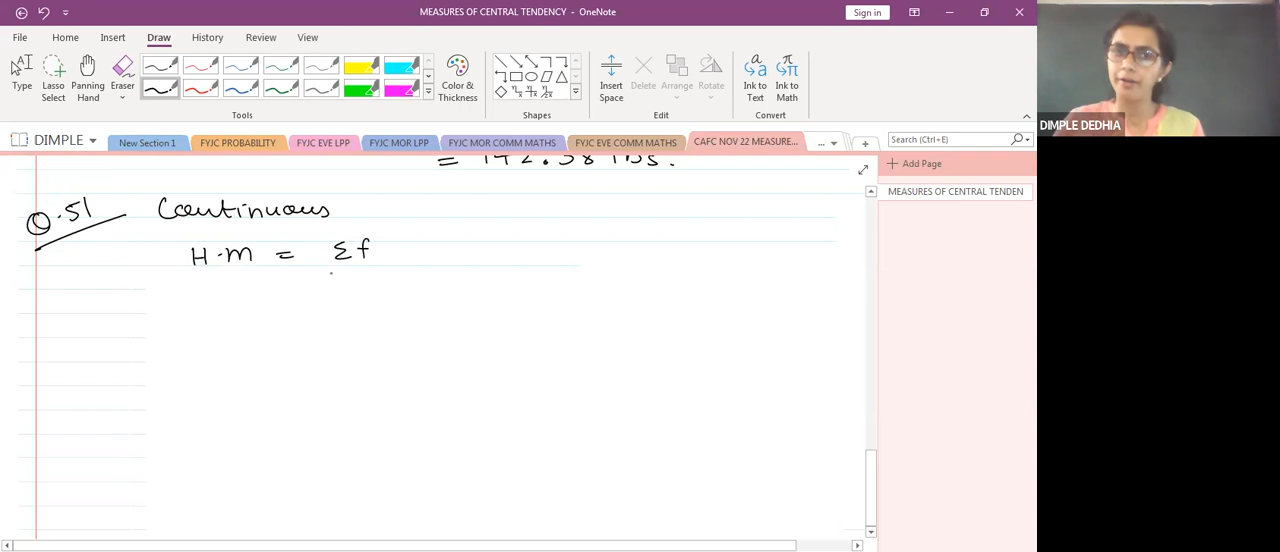 MEASURES OF CENTRAL TENDENCY - OneNote
Sign in
File Home Insert Draw History Review View
Type
Lasso Select
Panning Hand
Eraser
Color & Thickness
Insert Space
Delete
Arrange
Rotate
Ink to Text
Ink to Math
Tools
Shapes
Edit
Convert
DIMPLE
New Section 1
FYJC PROBABILITY
FYJC EVE LPP
FYJC MOR LPP
FYJC MOR COMM MATHS
FYJC EVE COMM MATHS
CAFC NOV 22 MEASURE...
...
Search (Ctrl+E)
Add Page
MEASURES OF CENTRAL TENDEN
DIMPLE DEDHIA
= 142.58 lbs.
Q.51 Continuous
H.M = Σf